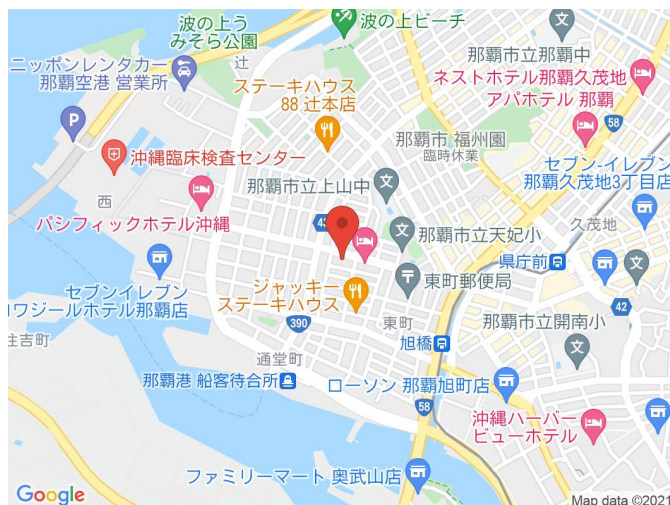 波の上う
みそら公園
波の上ビーチ
那覇市立那覇中
ニッポンレンタカー
那覇空港 営業所
辻
ステーキハウス
88 辻本店
ネストホテル那覇久茂地
アパホテル 那覇
58
那覇市 福州園
臨時休業
P
沖縄臨床検査センター
セブン-イレブン
那覇久茂地3丁目店
西
那覇市立上山中
文
パシフィックホテル沖縄
43
那覇市立天妃小
久茂地
県庁前
セブンイレブン
ロワジールホテル那覇店
ジャッキー
ステーキハウス
東町郵便局
42
住吉町
390
東町
旭橋
那覇市立開南小
文
通堂町
那覇港 船客待合所
ローソン 那覇旭町店
58
沖縄ハーバー
ビューホテル
ファミリーマート 奥武山店
Google
Map data ©2021